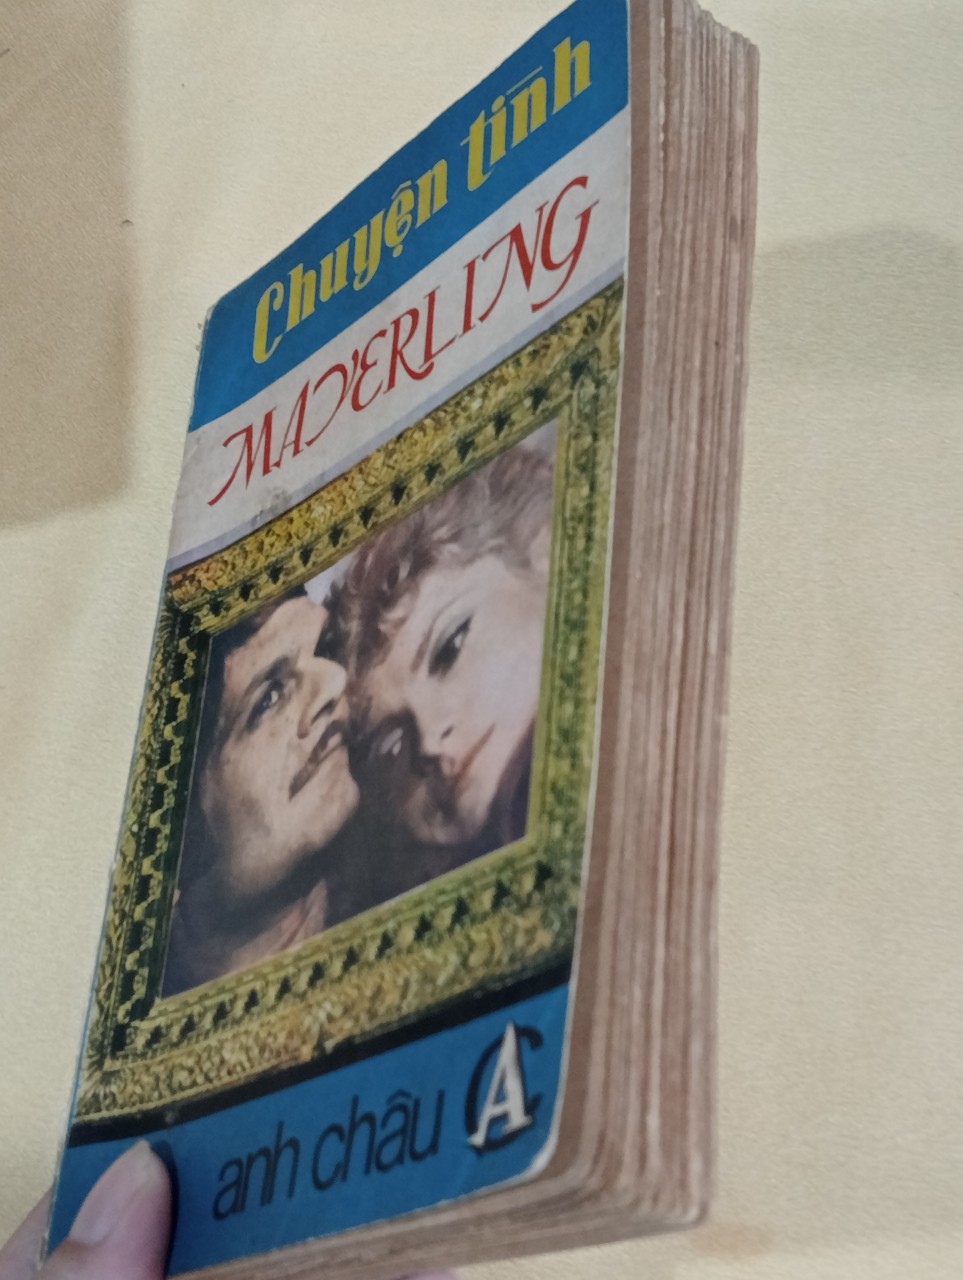 Chuyện tình
MAYERLING
anh châu
AC